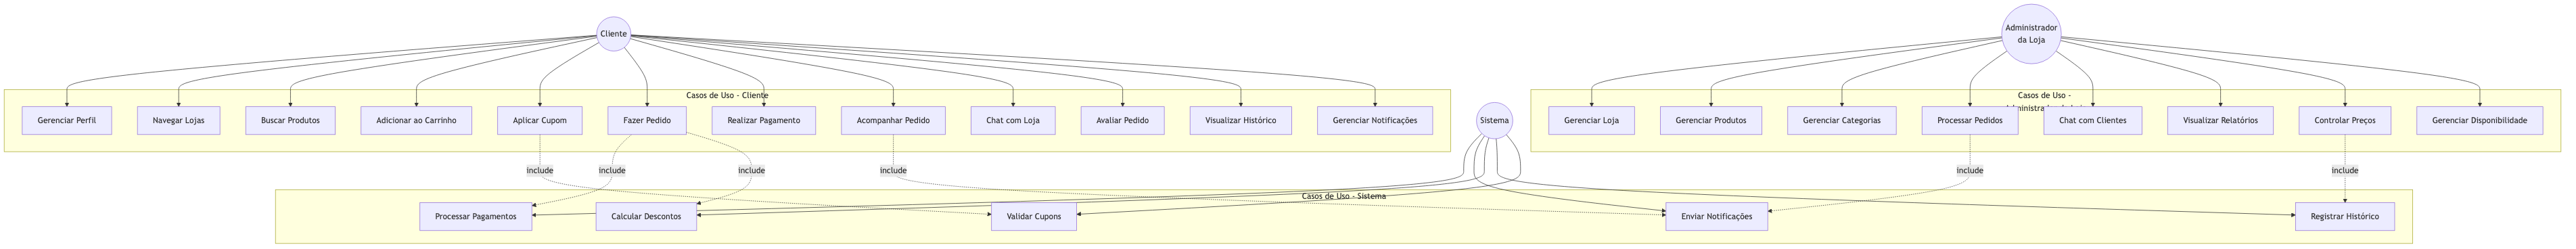 Cliente
Administrador
da Loja
Casos de Uso - Cliente
Gerenciar Perfil
Navegar Lojas
Buscar Produtos
Adicionar ao Carrinho
Aplicar Cupom
Fazer Pedido
Realizar Pagamento
Acompanhar Pedido
Chat com Loja
Avaliar Pedido
Visualizar Histórico
Gerenciar Notificações
Sistema
Casos de Uso -
Gerenciar Loja
Gerenciar Produtos
Gerenciar Categorias
Processar Pedidos
Chat com Clientes
Visualizar Relatórios
Controlar Preços
Gerenciar Disponibilidade
include
include
include
include
include
include
Casos de Uso - Sistema
Processar Pagamentos
Calcular Descontos
Validar Cupons
Enviar Notificações
Registrar Histórico